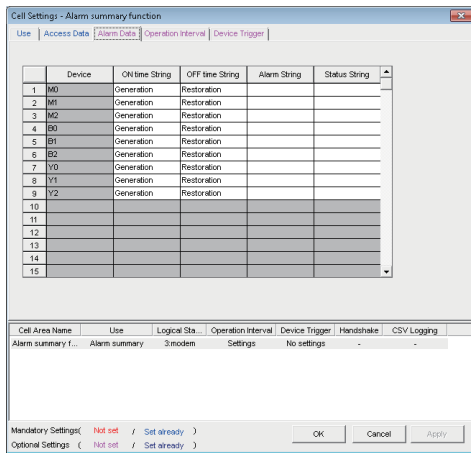 Cell Settings - Alarm summary function
Use | Access Data | Alarm Data | Operation Interval | Device Trigger |
Device ON time String OFF time String Alarm String Status String
1 M0 Generation Restoration
2 M1 Generation Restoration
3 M2 Generation Restoration
4 B0 Generation Restoration
5 B1 Generation Restoration
6 B2 Generation Restoration
7 Y0 Generation Restoration
8 Y1 Generation Restoration
9 Y2 Generation Restoration
10
11
12
13
14
15
Cell Area Name Use Logical Sta... Operation Interval Device Trigger Handshake CSV Logging
Alarm summary f... Alarm summary 3:modem Settings No settings - -
Mandatory Settings( Not set / Set already )
Optional Settings ( Not set / Set already )
OK Cancel Apply